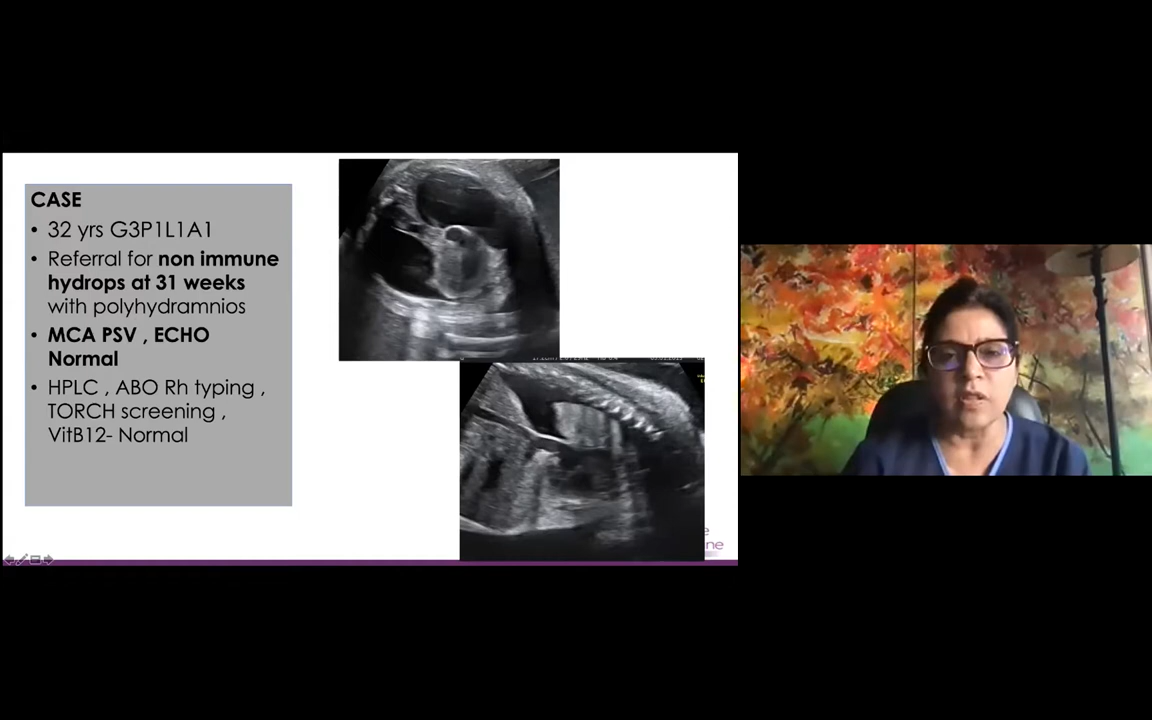 CASE
• 32 yrs G3P1L1A1
• Referral for non immune
hydrops at 31 weeks
with polyhydramnios
• MCA PSV , ECHO
Normal
• HPLC , ABO Rh typing ,
TORCH screening ,
VitB12- Normal
e
ne